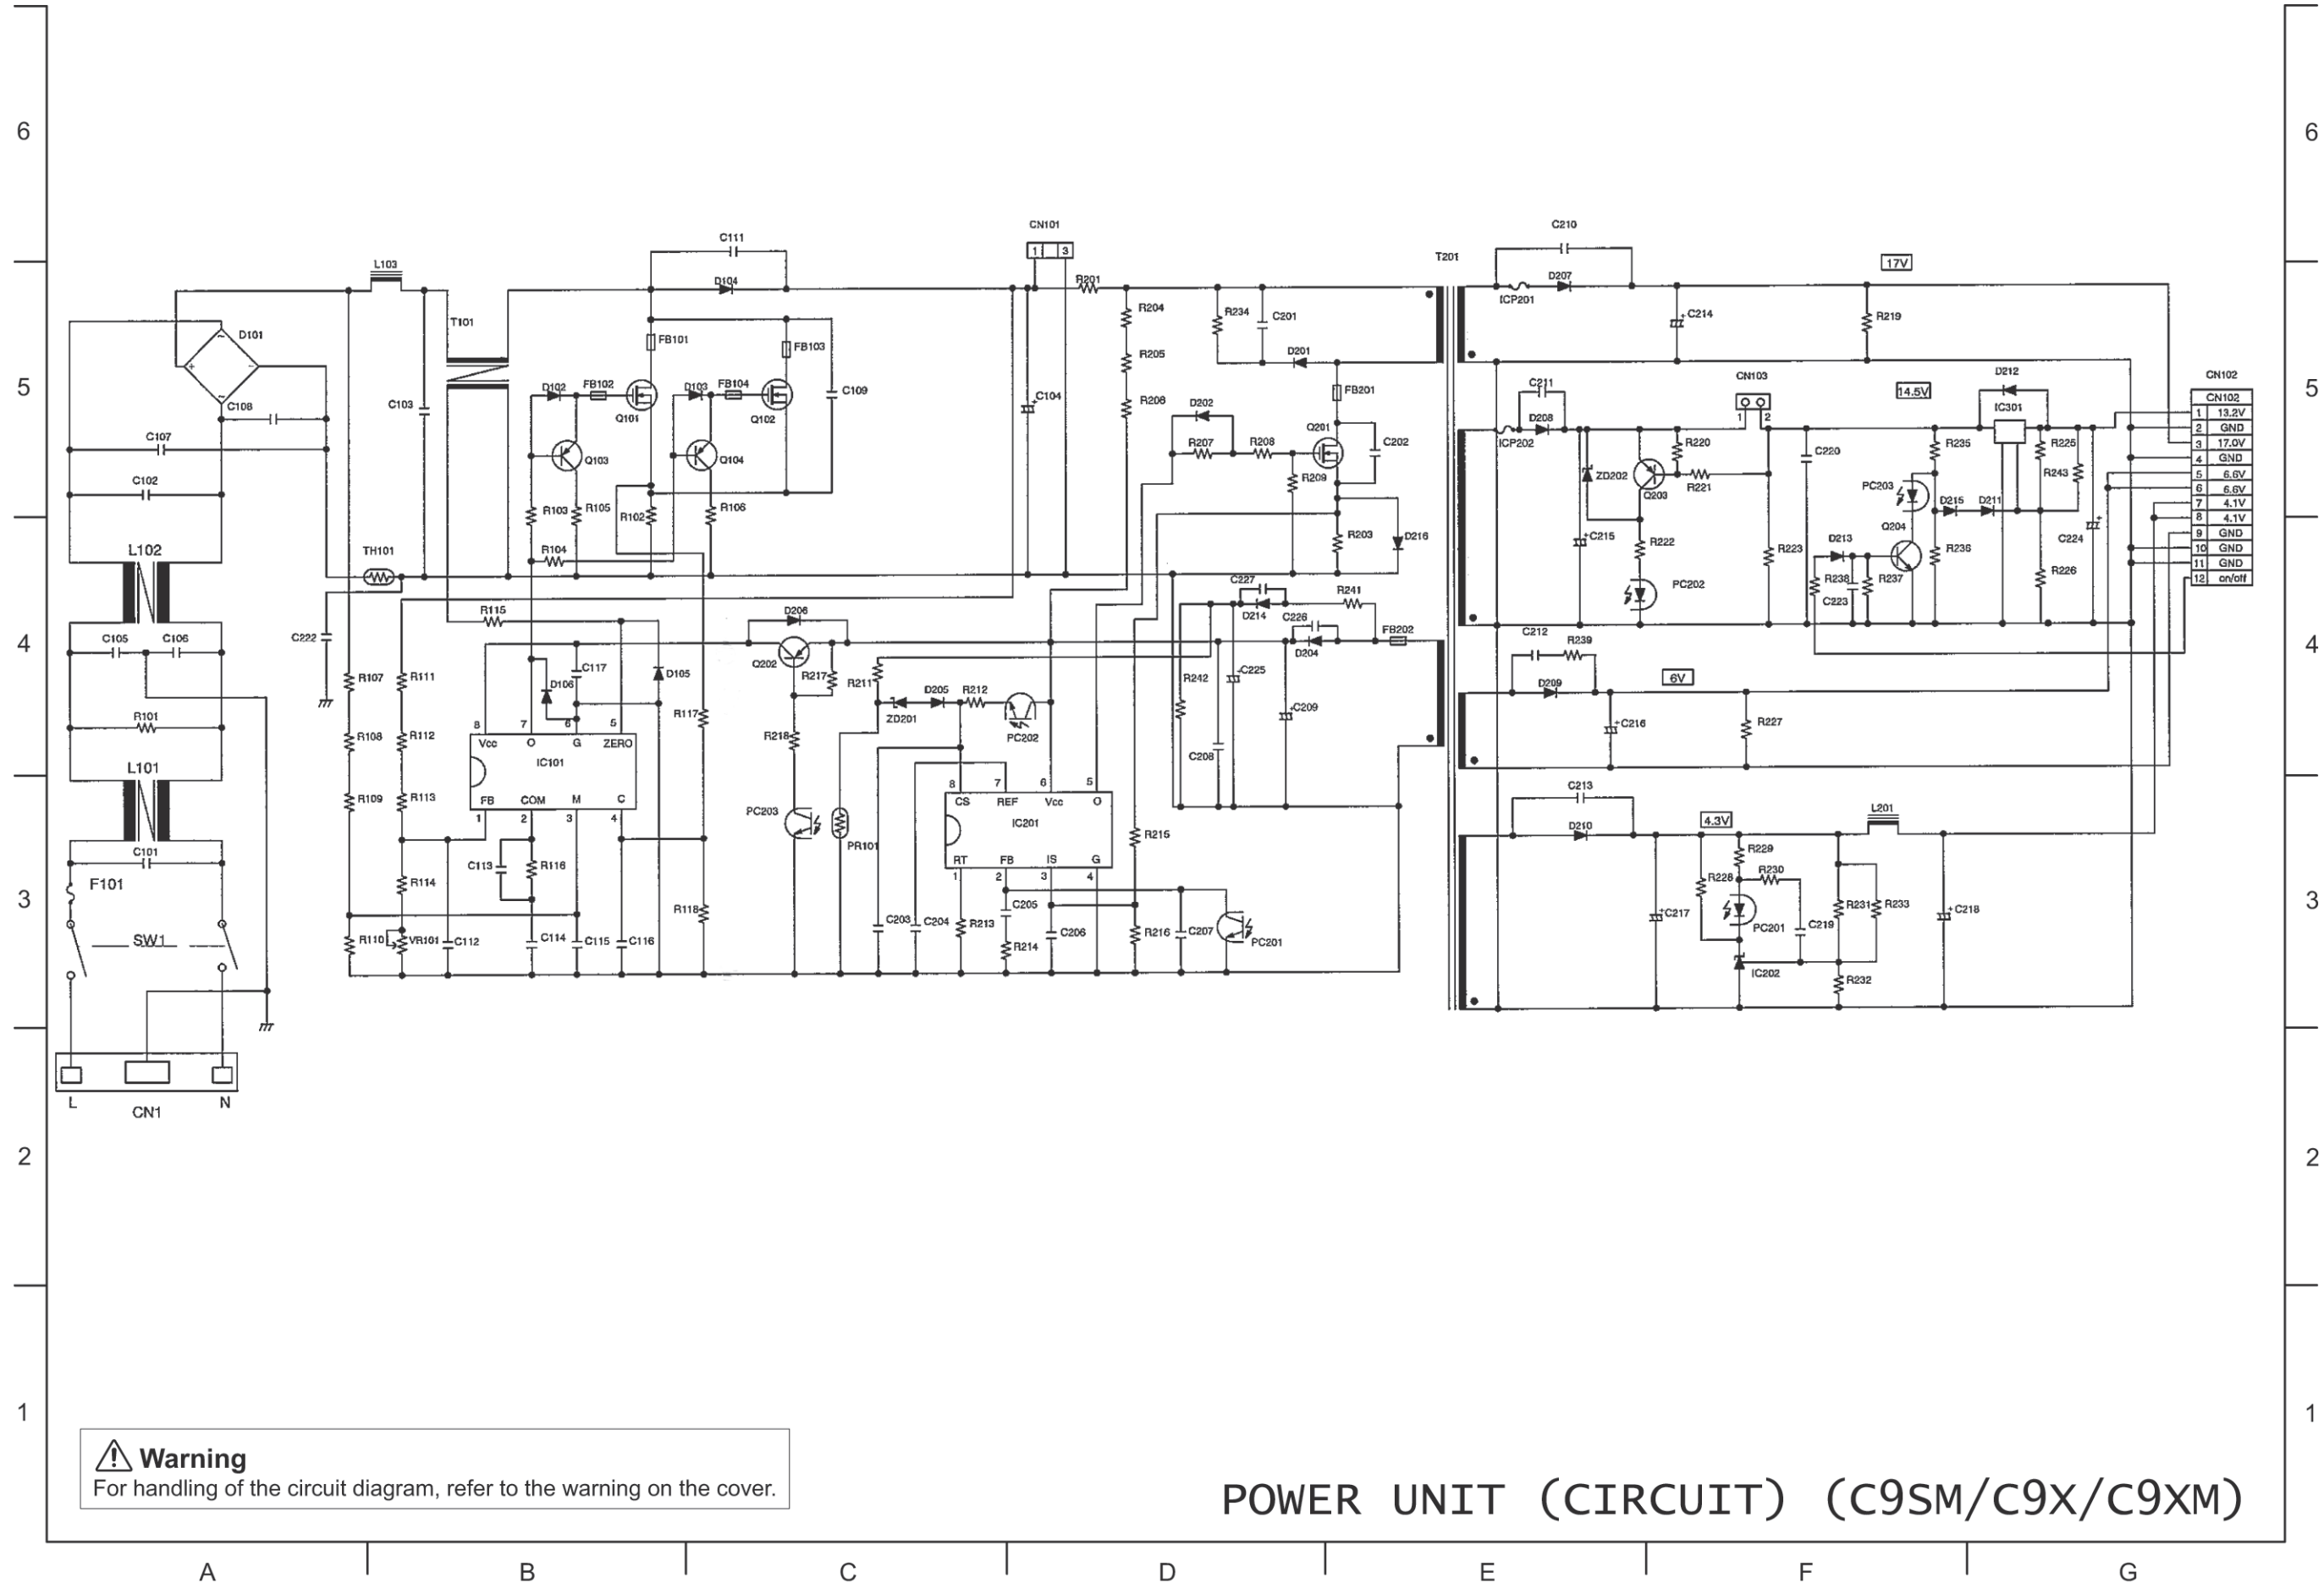 6
6
5
5
4
4
3
3
2
2
1
1
CN101
1 3
C111
D104
L103
T101
D101
+
~
~
-
C108
C107
C102
L102
C105 C106
R101
L101
C101
F101
SW1
L
N
CN1
C222
TH101
C103
D102 FB102
FB101
Q101
D103 FB104
FB103
Q102
C109
Q103
Q104
R103 R105
R102
R106
R104
R115
R107
R111
R108
R112
R109
R113
R114
R110
VR101
C112
C117
D106
D105
8 7 6 5
Vcc O G ZERO
IC101
FB COM M C
1 2 3 4
C113
R116
C114
C115
C116
R117
R118
D206
Q202
R217
R218
PC203
PR101
R211
ZD201
D205 R212
PC202
8 7 6 5
CS REF Vcc O
IC201
RT FB IS G
1 2 3 4
C203
C204
R213
C205
R214
C206
R215
R216
C207
PC201
C104
R201
R204
R205
R206
R234
C201
D201
D202
R207
R208
FB201
Q201
C202
R209
R203
D216
C227
D214
R241
C226
D204
FB202
R242
C225
C208
C209
T201
C210
ICP201
D207
17V
C214
R219
C211
D208
ICP202
ZD202
C215
Q203
R220
R221
R222
PC202
CN103
1 2
R223
C220
14.5V
D212
IC301
R235
PC203
D215 D211
Q204
D213
R238
C223
R237
R236
R225
R243
R226
C224
CN102
CN102
1 13.2V
2 GND
3 17.0V
4 GND
5 6.6V
6 6.6V
7 4.1V
8 4.1V
9 GND
10 GND
11 GND
12 on/off
C212
R239
D209
6V
C216
R227
C213
D210
4.3V
L201
C217
R228
R229
R230
PC201
C219
IC202
R231
R233
R232
C218
Warning
For handling of the circuit diagram, refer to the warning on the cover.
POWER UNIT (CIRCUIT) (C9SM/C9X/C9XM)
A B C D E F G